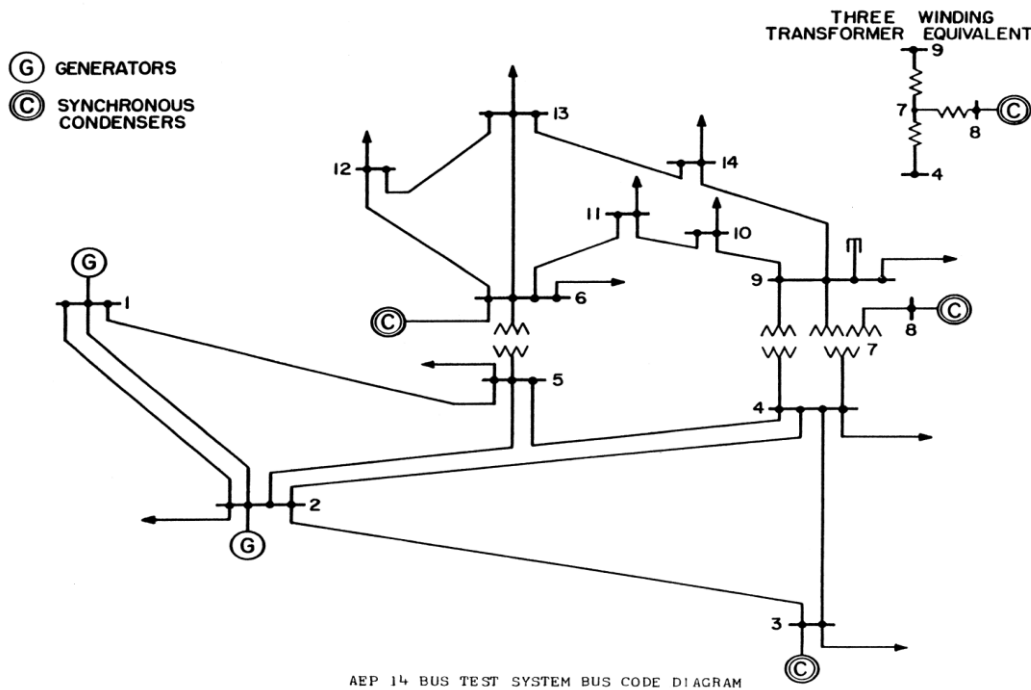 THREE WINDING
TRANSFORMER EQUIVALENT
9
7
8
C
4
G GENERATORS
C SYNCHRONOUS
CONDENSERS
13
12
14
11
10
G
1
6
9
C
8
C
7
5
4
2
G
3
C
AEP 14 BUS TEST SYSTEM BUS CODE DIAGRAM